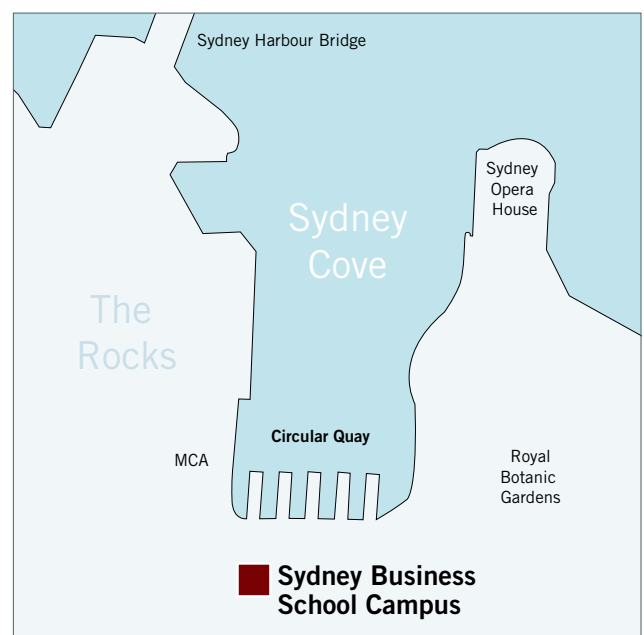 Sydney Harbour Bridge
Sydney
Opera
House
Sydney
Cove
The
Rocks
Circular Quay
MCA
Royal
Botanic
Gardens
Sydney Business
School Campus